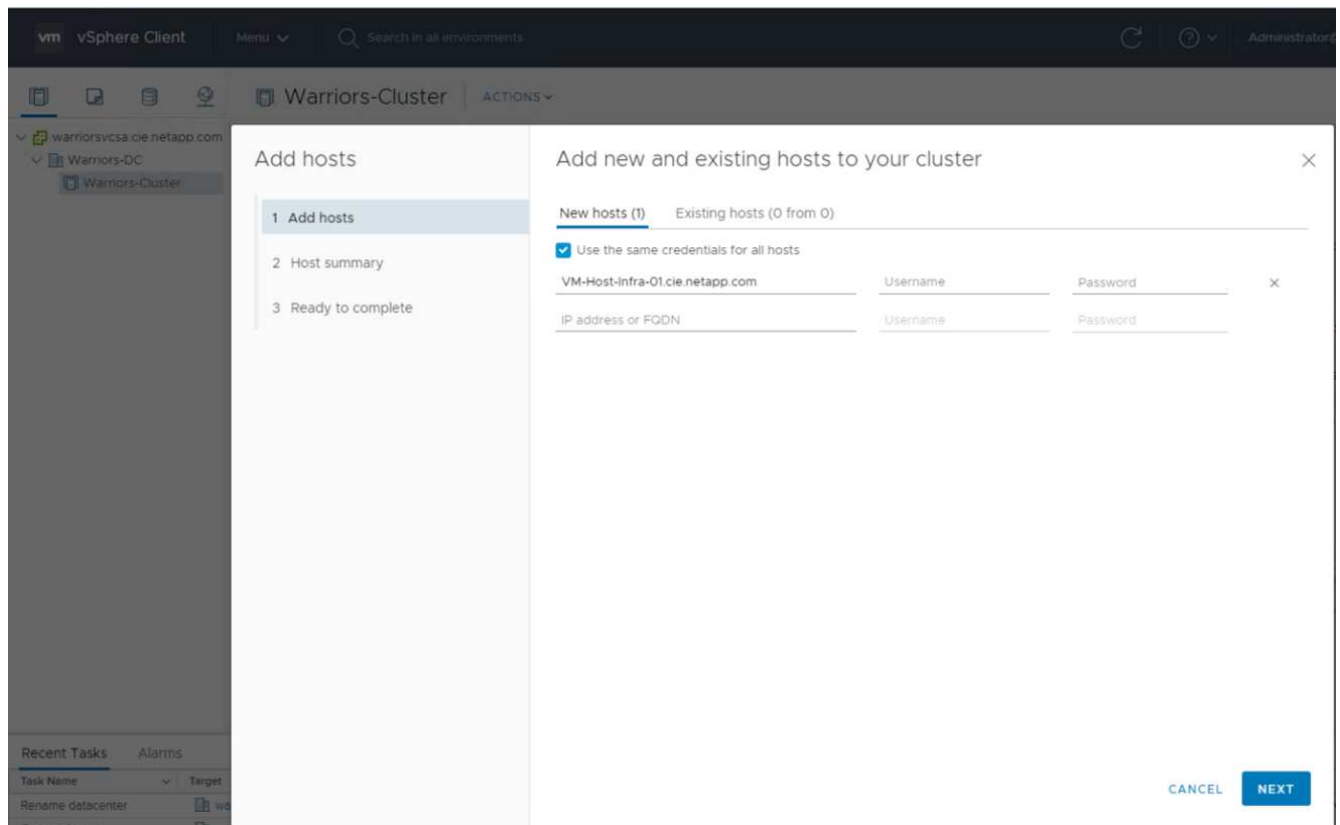 vm vSphere Client Menu Search in all environments Administrator@
Warriors-Cluster ACTIONS
warriorsvcsa.cie.netapp.com
Warriors-DC
Warriors-Cluster
Add hosts
1 Add hosts
2 Host summary
3 Ready to complete
Add new and existing hosts to your cluster
New hosts (1) Existing hosts (0 from 0)
Use the same credentials for all hosts
VM-Host-Infra-01.cie.netapp.com Username Password
IP address or FQDN Username Password
CANCEL NEXT
Recent Tasks Alarms
Task Name Target
Rename datacenter wa